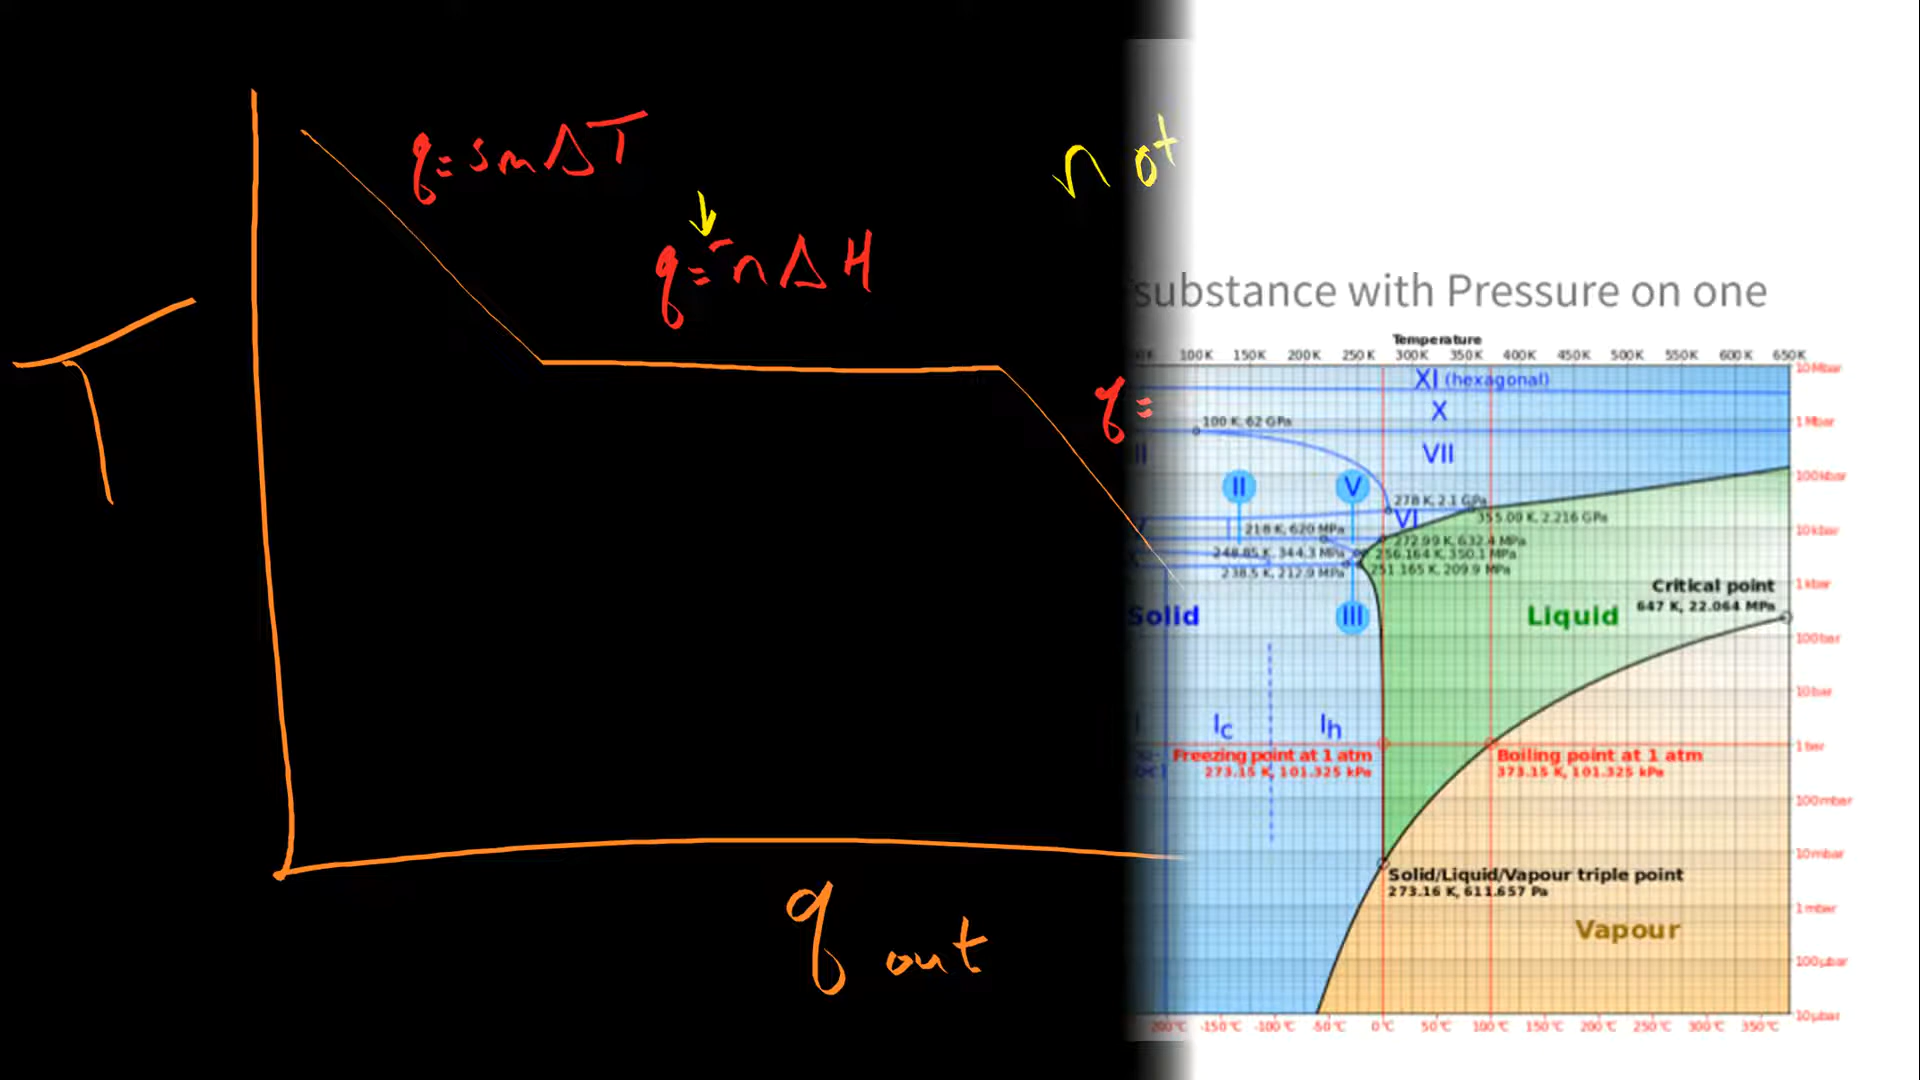 q=smΔT
not
q=-nΔH
T
q=
q out
substance with Pressure on one
Temperature
100 K 150 K 200 K 250 K 300 K 350 K 400 K 450 K 500 K 550 K 600 K 650 K
10 Mbar
XI (hexagonal)
X
100 K, 62 GPa
1 Mbar
VII
II
V
100 kbar
278 K, 2.1 GPa
VI
355.00 K, 2.216 GPa
218 K, 620 MPa
10 kbar
272.99 K, 632.4 MPa
248.85 K, 344.3 MPa
256.164 K, 350.1 MPa
238.5 K, 212.9 MPa
251.165 K, 209.9 MPa
1 kbar
Critical point
647 K, 22.064 MPa
Solid
III
Liquid
100 bar
10 bar
Ic
Ih
1 bar
Freezing point at 1 atm
273.15 K, 101.325 kPa
Boiling point at 1 atm
373.15 K, 101.325 kPa
100 mbar
10 mbar
Solid/Liquid/Vapour triple point
273.16 K, 611.657 Pa
1 mbar
Vapour
100 µbar
10 µbar
200 °C -150 °C -100 °C -50 °C 0 °C 50 °C 100 °C 150 °C 200 °C 250 °C 300 °C 350 °C